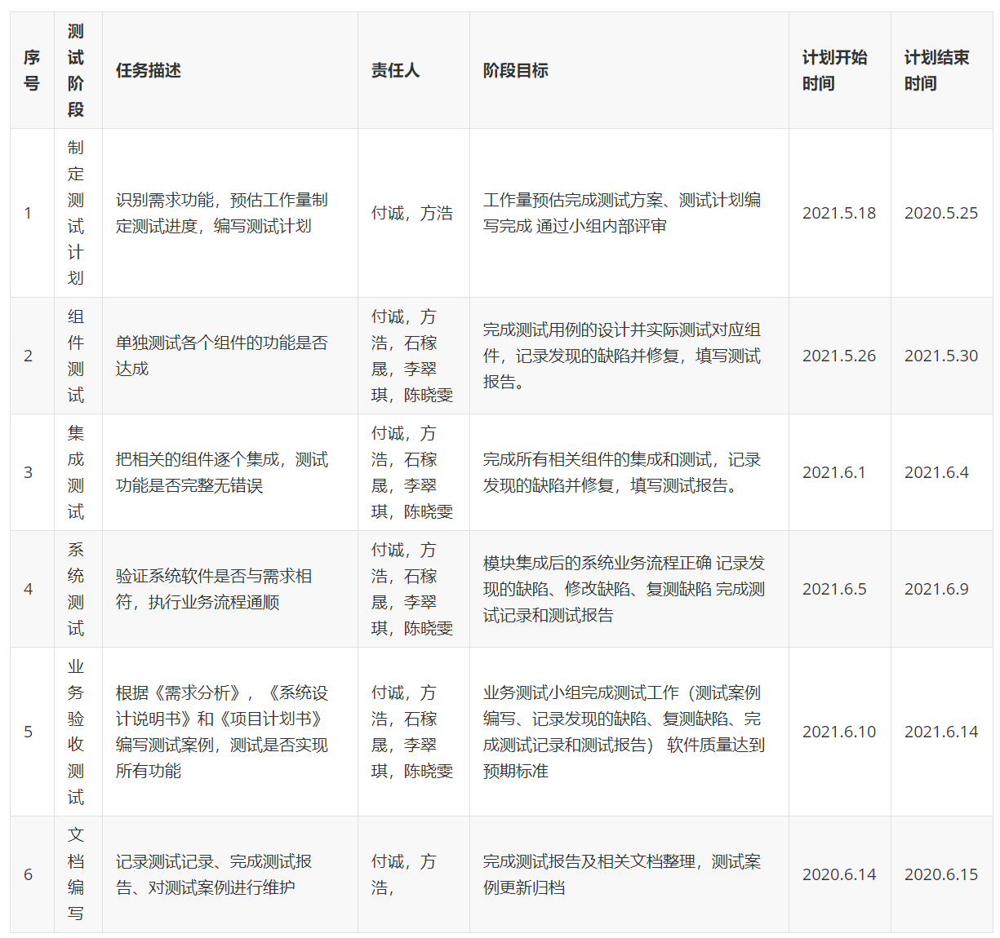 序
号
测
试
阶
段
任务描述
责任人
阶段目标
计划开始
时间
计划结束
时间
1
制
定
测
试
计
划
识别需求功能，预估工作量制
定测试进度，编写测试计划
付诚，方浩
工作量预估完成测试方案、测试计划编
写完成 通过小组内部评审
2021.5.18
2020.5.25
2
组
件
测
试
单独测试各个组件的功能是否
达成
付诚，方
浩，石稼
晟，李翠
琪，陈晓雯
完成测试用例的设计并实际测试对应组
件，记录发现的缺陷并修复，填写测试
报告。
2021.5.26
2021.5.30
3
集
成
测
试
把相关的组件逐个集成，测试
功能是否完整无错误
付诚，方
浩，石稼
晟，李翠
琪，陈晓雯
完成所有相关组件的集成和测试，记录
发现的缺陷并修复，填写测试报告。
2021.6.1
2021.6.4
4
系
统
测
试
验证系统软件是否与需求相
符，执行业务流程通顺
付诚，方
浩，石稼
晟，李翠
琪，陈晓雯
模块集成后的系统业务流程正确 记录发
现的缺陷、修改缺陷、复测缺陷 完成测
试记录和测试报告
2021.6.5
2021.6.9
5
业
务
验
收
测
试
根据《需求分析》，《系统设
计说明书》和《项目计划书》
编写测试案例，测试是否实现
所有功能
付诚，方
浩，石稼
晟，李翠
琪，陈晓雯
业务测试小组完成测试工作（测试案例
编写、记录发现的缺陷、复测缺陷、完
成测试记录和测试报告） 软件质量达到
预期标准
2021.6.10
2021.6.14
6
文
档
编
写
记录测试记录、完成测试报
告、对测试案例进行维护
付诚，方
浩，
完成测试报告及相关文档整理，测试案
例更新归档
2020.6.14
2020.6.15